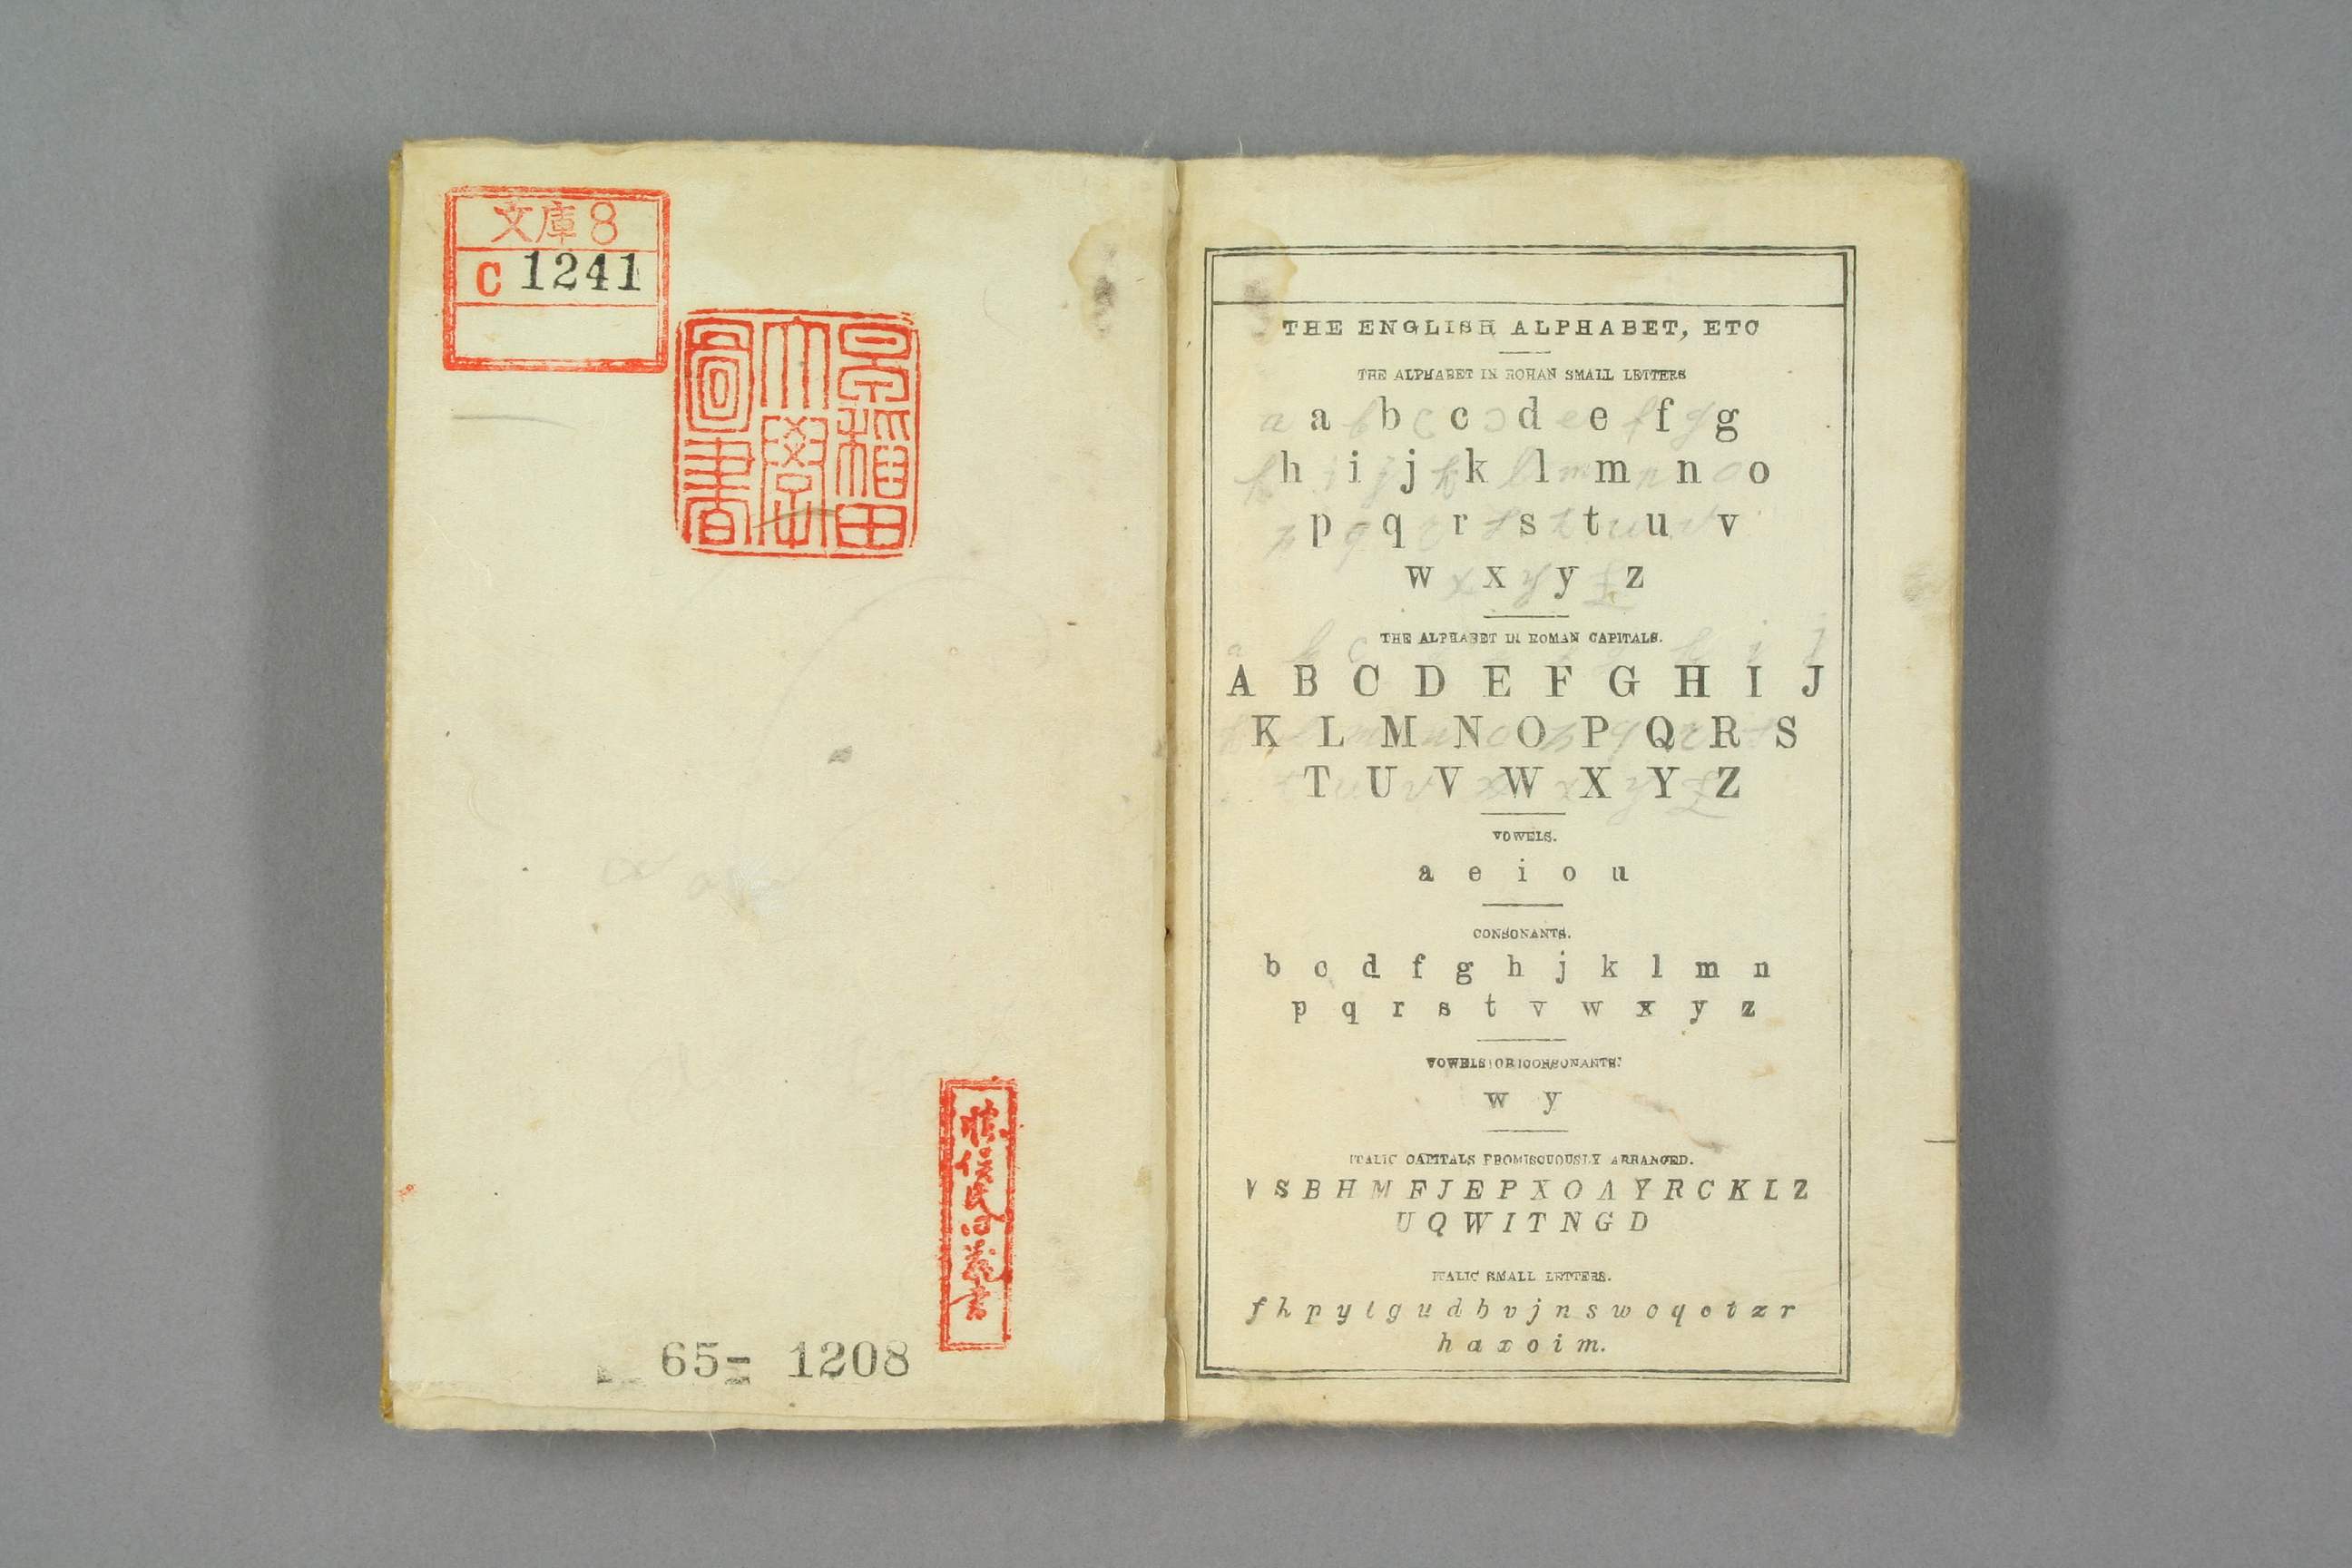 文庫8
C 1241
早稲田大學圖書
65- 1208
THE ENGLISH ALPHABET, ETC
THE ALPHABET IN ROMAN SMALL LETTERS
a b c d e f g
h i j k l m n o
p q r s t u v
w x y z
THE ALPHABET IN ROMAN CAPITALS.
A B C D E F G H I J
K L M N O P Q R S
T U V W X Y Z
VOWELS.
a e i o u
CONSONANTS.
b c d f g h j k l m n
p q r s t v w x y z
VOWELS OR CONSONANTS.
w y
ITALIC CAPITALS PROMISCUOUSLY ARRANGED.
V S B H M F J E P X O A Y R C K L Z
U Q W I T N G D
ITALIC SMALL LETTERS.
f h p y l g u d b v j n s w c q e t z r
h a x o i m.